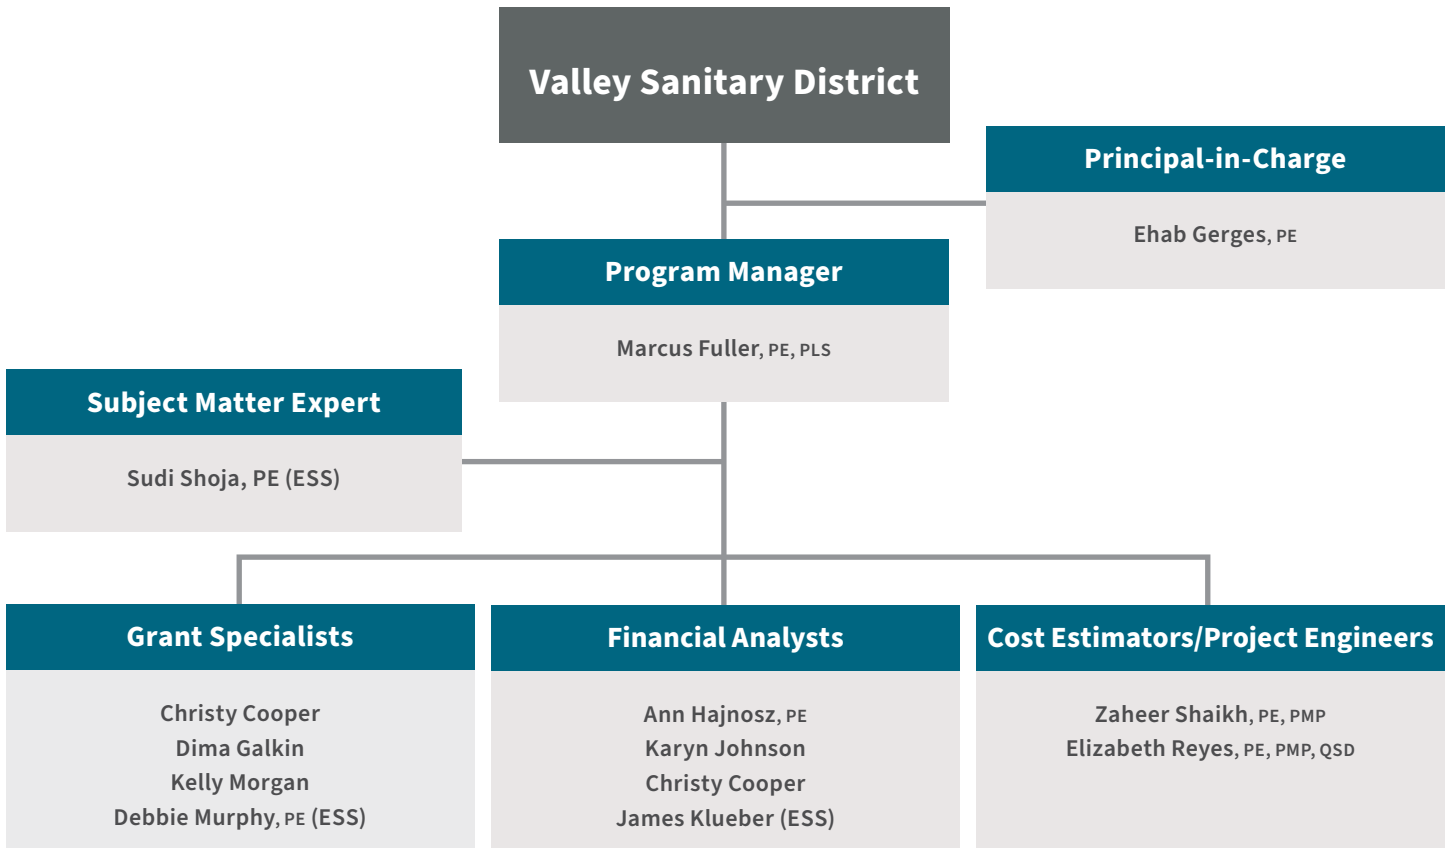 Valley Sanitary District
Principal-in-Charge
Ehab Gerges, PE
Program Manager
Marcus Fuller, PE, PLS
Subject Matter Expert
Sudi Shoja, PE (ESS)
Grant Specialists
Christy Cooper
Dima Galkin
Kelly Morgan
Debbie Murphy, PE (ESS)
Financial Analysts
Ann Hajnosz, PE
Karyn Johnson
Christy Cooper
James Klueber (ESS)
Cost Estimators/Project Engineers
Zaheer Shaikh, PE, PMP
Elizabeth Reyes, PE, PMP, QSD